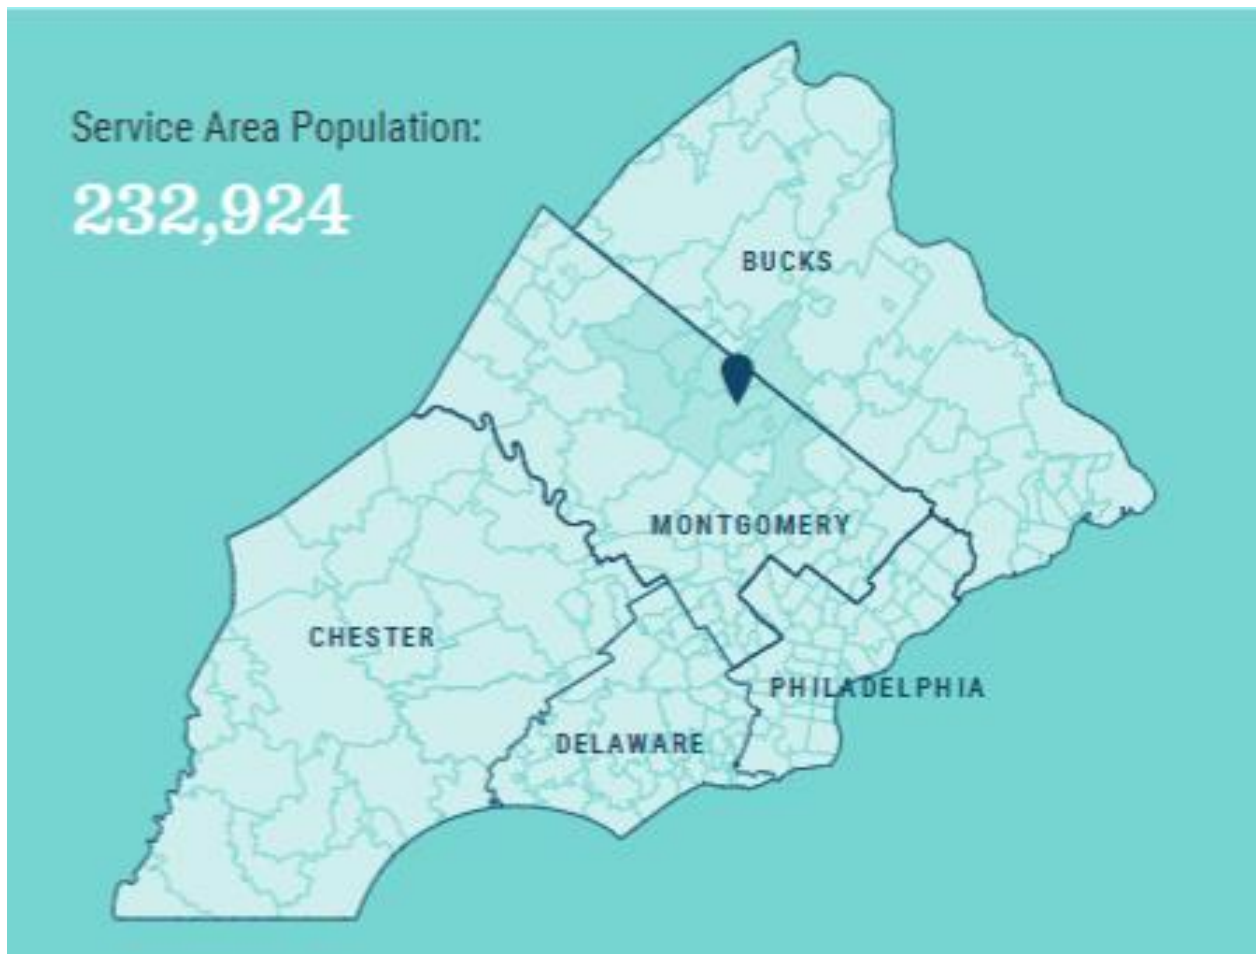 Service Area Population:
232,924
BUCKS
MONTGOMERY
CHESTER
PHILADELPHIA
DELAWARE